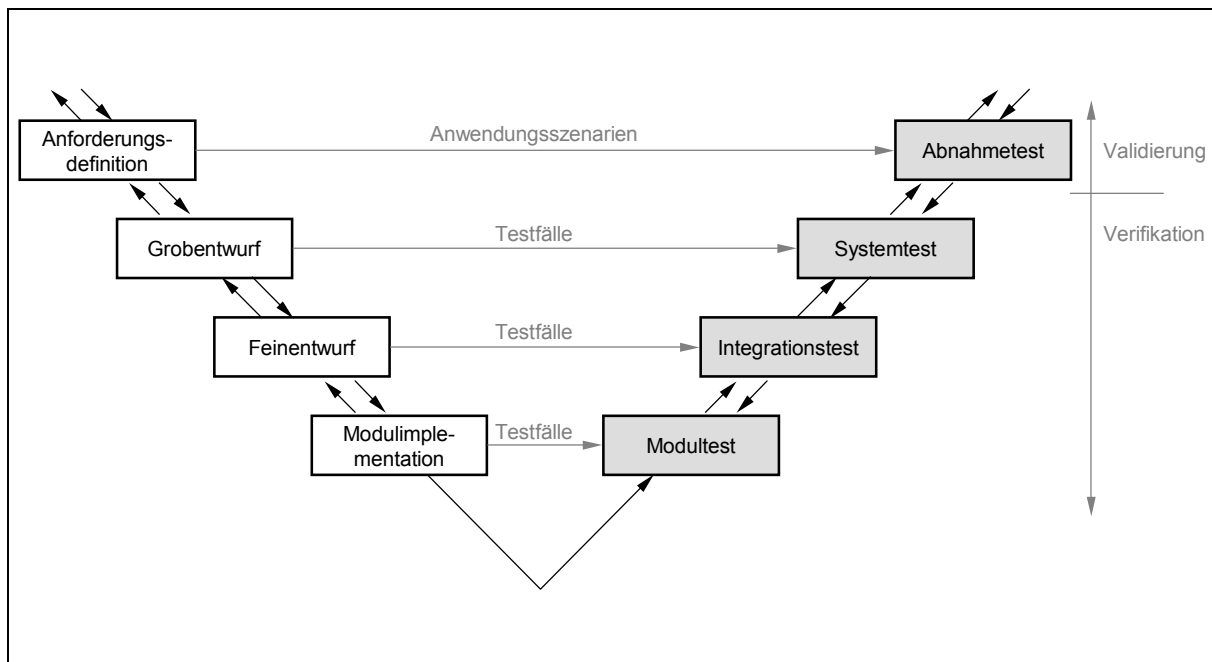 Anforderungs-
definition
Anwendungsszenarien
Abnahmetest
Validierung
Grobentwurf
Testfälle
Systemtest
Verifikation
Feinentwurf
Testfälle
Integrationstest
Modulimple-
mentation
Testfälle
Modultest